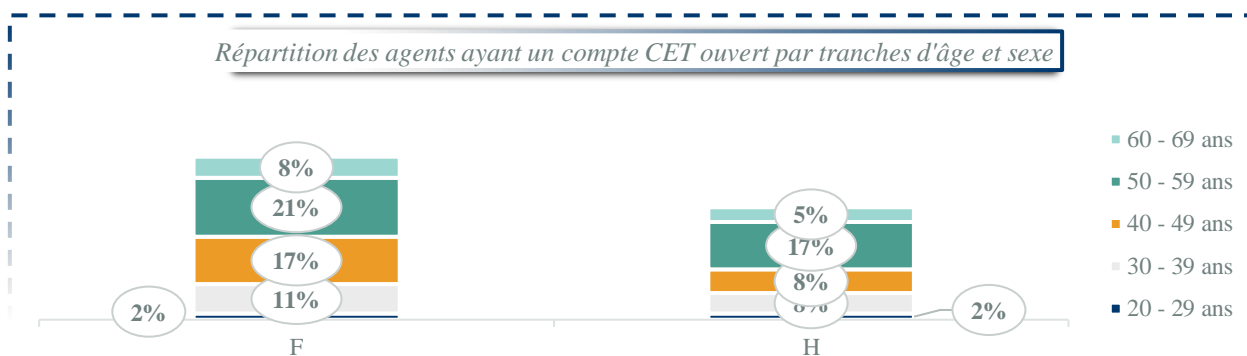 Répartition des agents ayant un compte CET ouvert par tranches d'âge et sexe
8%
21%
17%
11%
2%
F
5%
17%
8%
8%
2%
H
60 - 69 ans
50 - 59 ans
40 - 49 ans
30 - 39 ans
20 - 29 ans